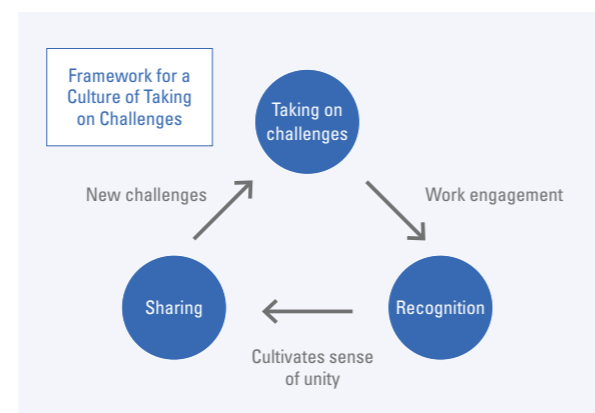 Framework for a
Culture of Taking
on Challenges
Taking on
challenges
New challenges
Work engagement
Sharing
Recognition
Cultivates sense
of unity